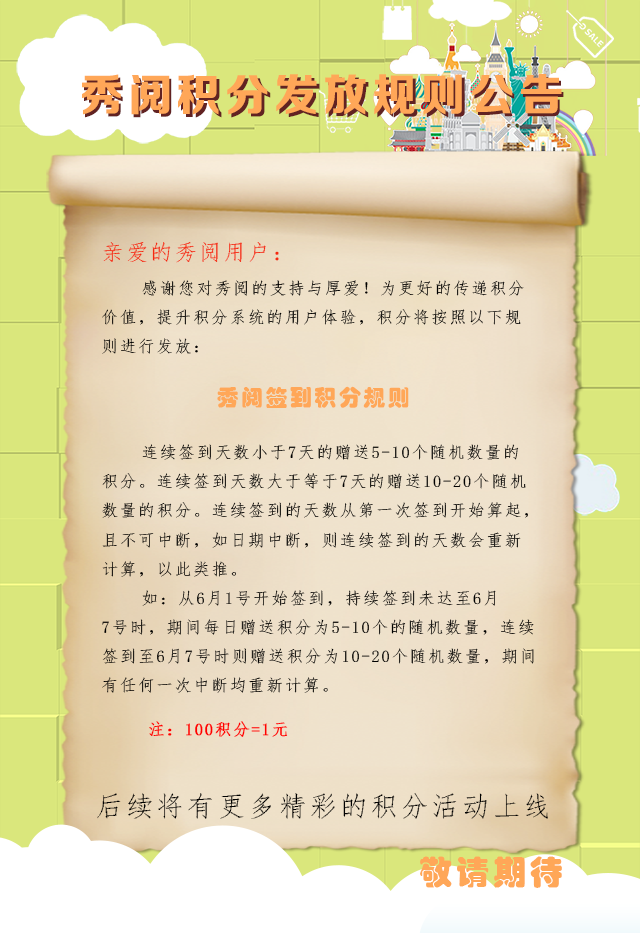 SALE
秀阅积分发放规则公告
亲爱的秀阅用户：
感谢您对秀阅的支持与厚爱！为更好的传递积分
价值，提升积分系统的用户体验，积分将按照以下规
则进行发放：
秀阅签到积分规则
连续签到天数小于7天的赠送5-10个随机数量的
积分。连续签到天数大于等于7天的赠送10-20个随机
数量的积分。连续签到的天数从第一次签到开始算起，
且不可中断，如日期中断，则连续签到的天数会重新
计算，以此类推。
如：从6月1号开始签到，持续签到未达至6月
7号时，期间每日赠送积分为5-10个的随机数量，连续
签到至6月7号时则赠送积分为10-20个随机数量，期间
有任何一次中断均重新计算。
注：100积分=1元
后续将有更多精彩的积分活动上线
敬请期待